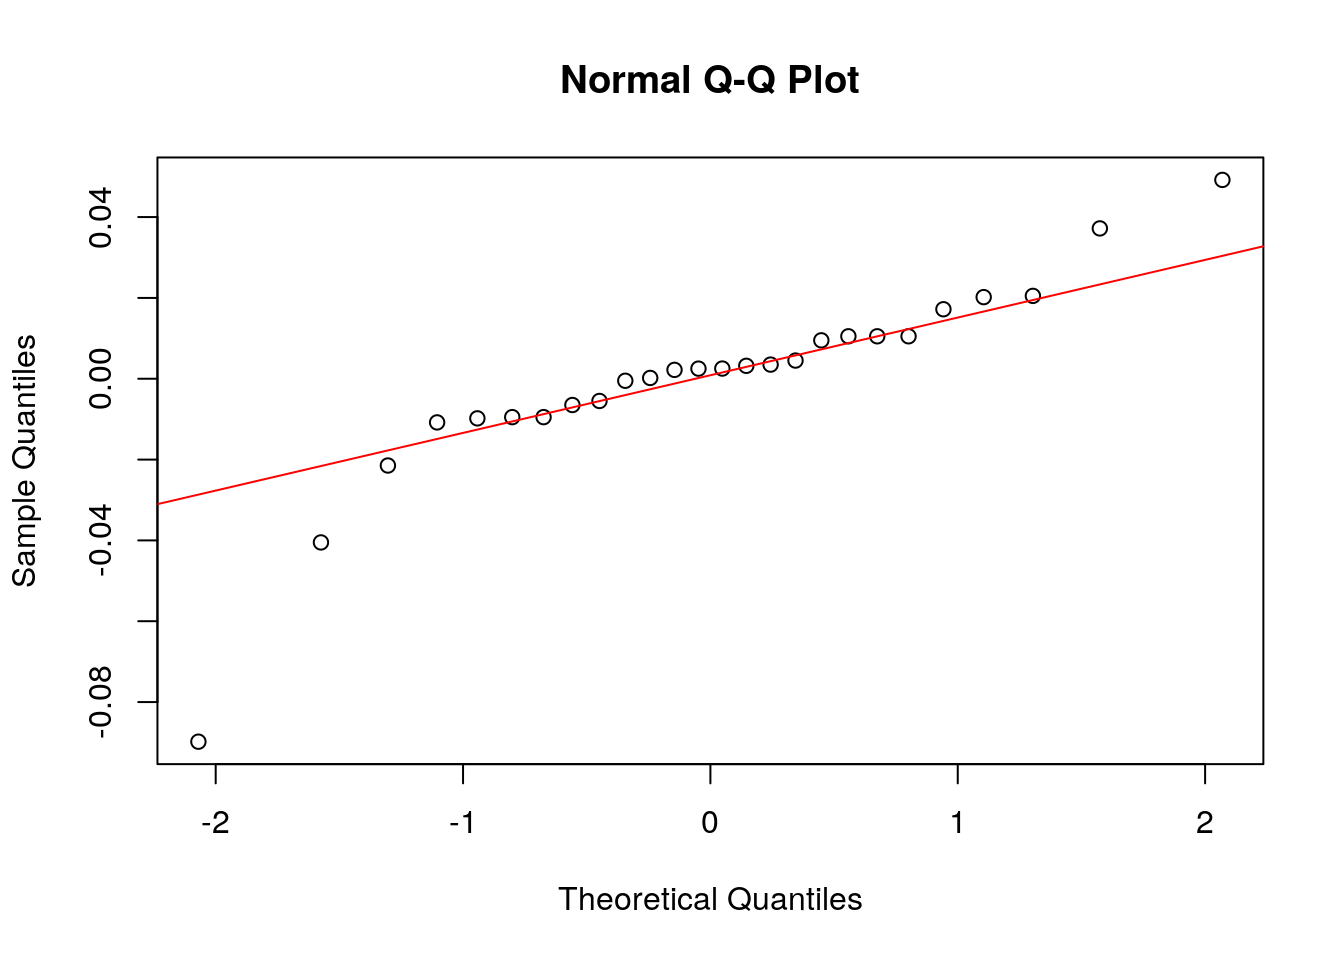 Normal Q-Q Plot
Sample Quantiles
0.04
0.00
-0.04
-0.08
-2 -1 0 1 2
Theoretical Quantiles